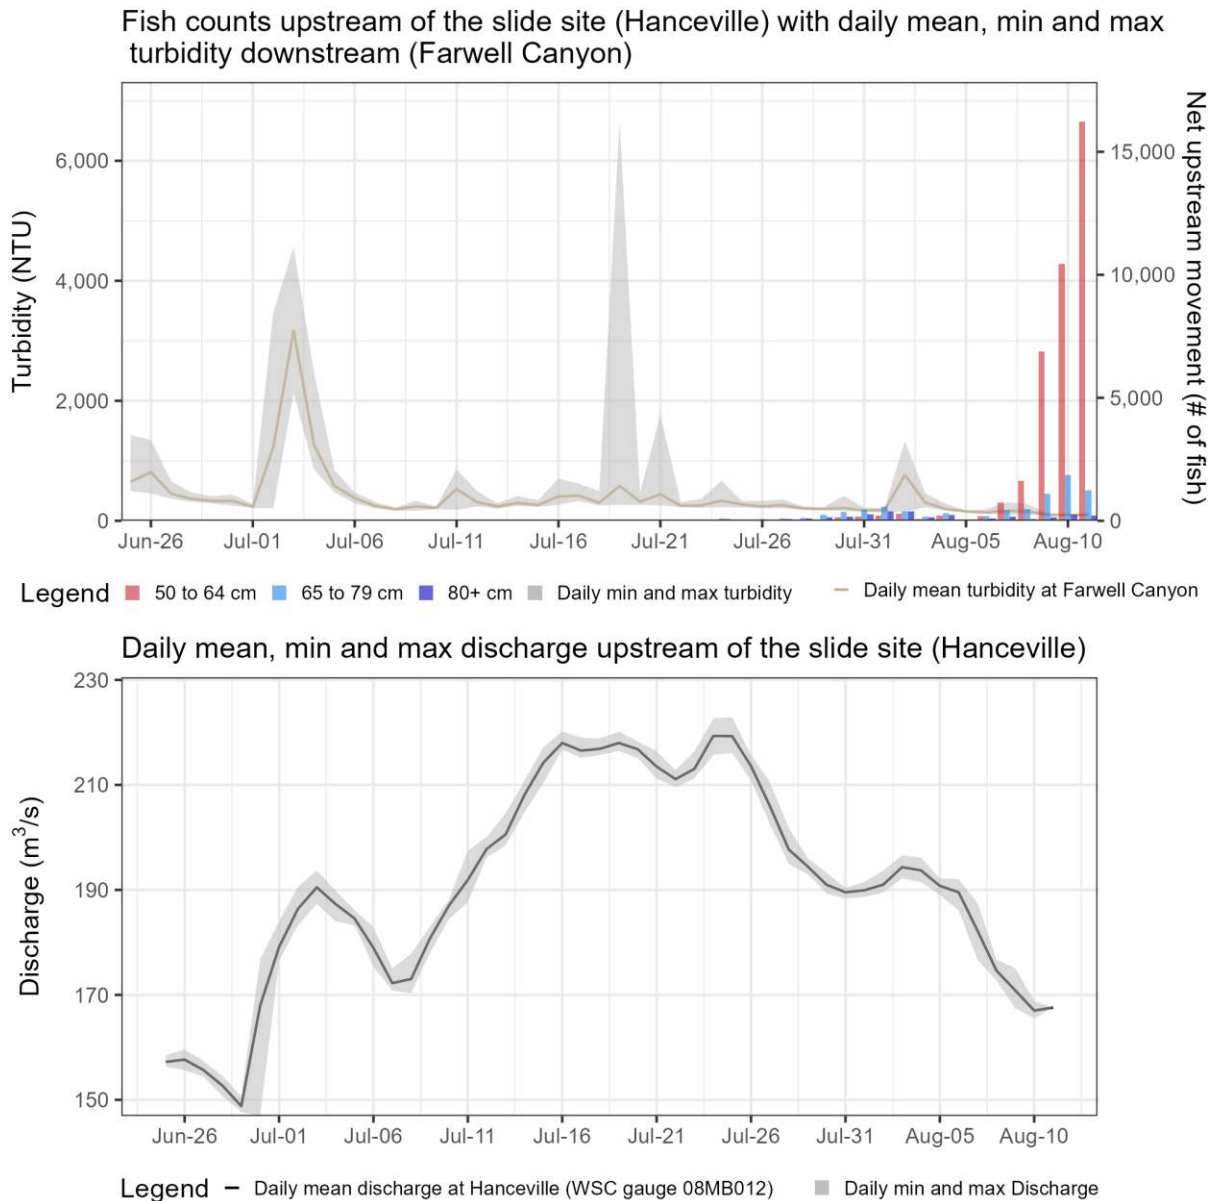 Fish counts upstream of the slide site (Hanceville) with daily mean, min and max
turbidity downstream (Farwell Canyon)
Turbidity (NTU)
6,000
4,000
2,000
0
15,000
10,000
5,000
0
Net upstream movement (# of fish)
Jun-26 Jul-01 Jul-06 Jul-11 Jul-16 Jul-21 Jul-26 Jul-31 Aug-05 Aug-10
Legend 50 to 64 cm 65 to 79 cm 80+ cm Daily min and max turbidity Daily mean turbidity at Farwell Canyon
Daily mean, min and max discharge upstream of the slide site (Hanceville)
Discharge (m³/s)
230
210
190
170
150
Jun-26 Jul-01 Jul-06 Jul-11 Jul-16 Jul-21 Jul-26 Jul-31 Aug-05 Aug-10
Legend Daily mean discharge at Hanceville (WSC gauge 08MB012) Daily min and max Discharge